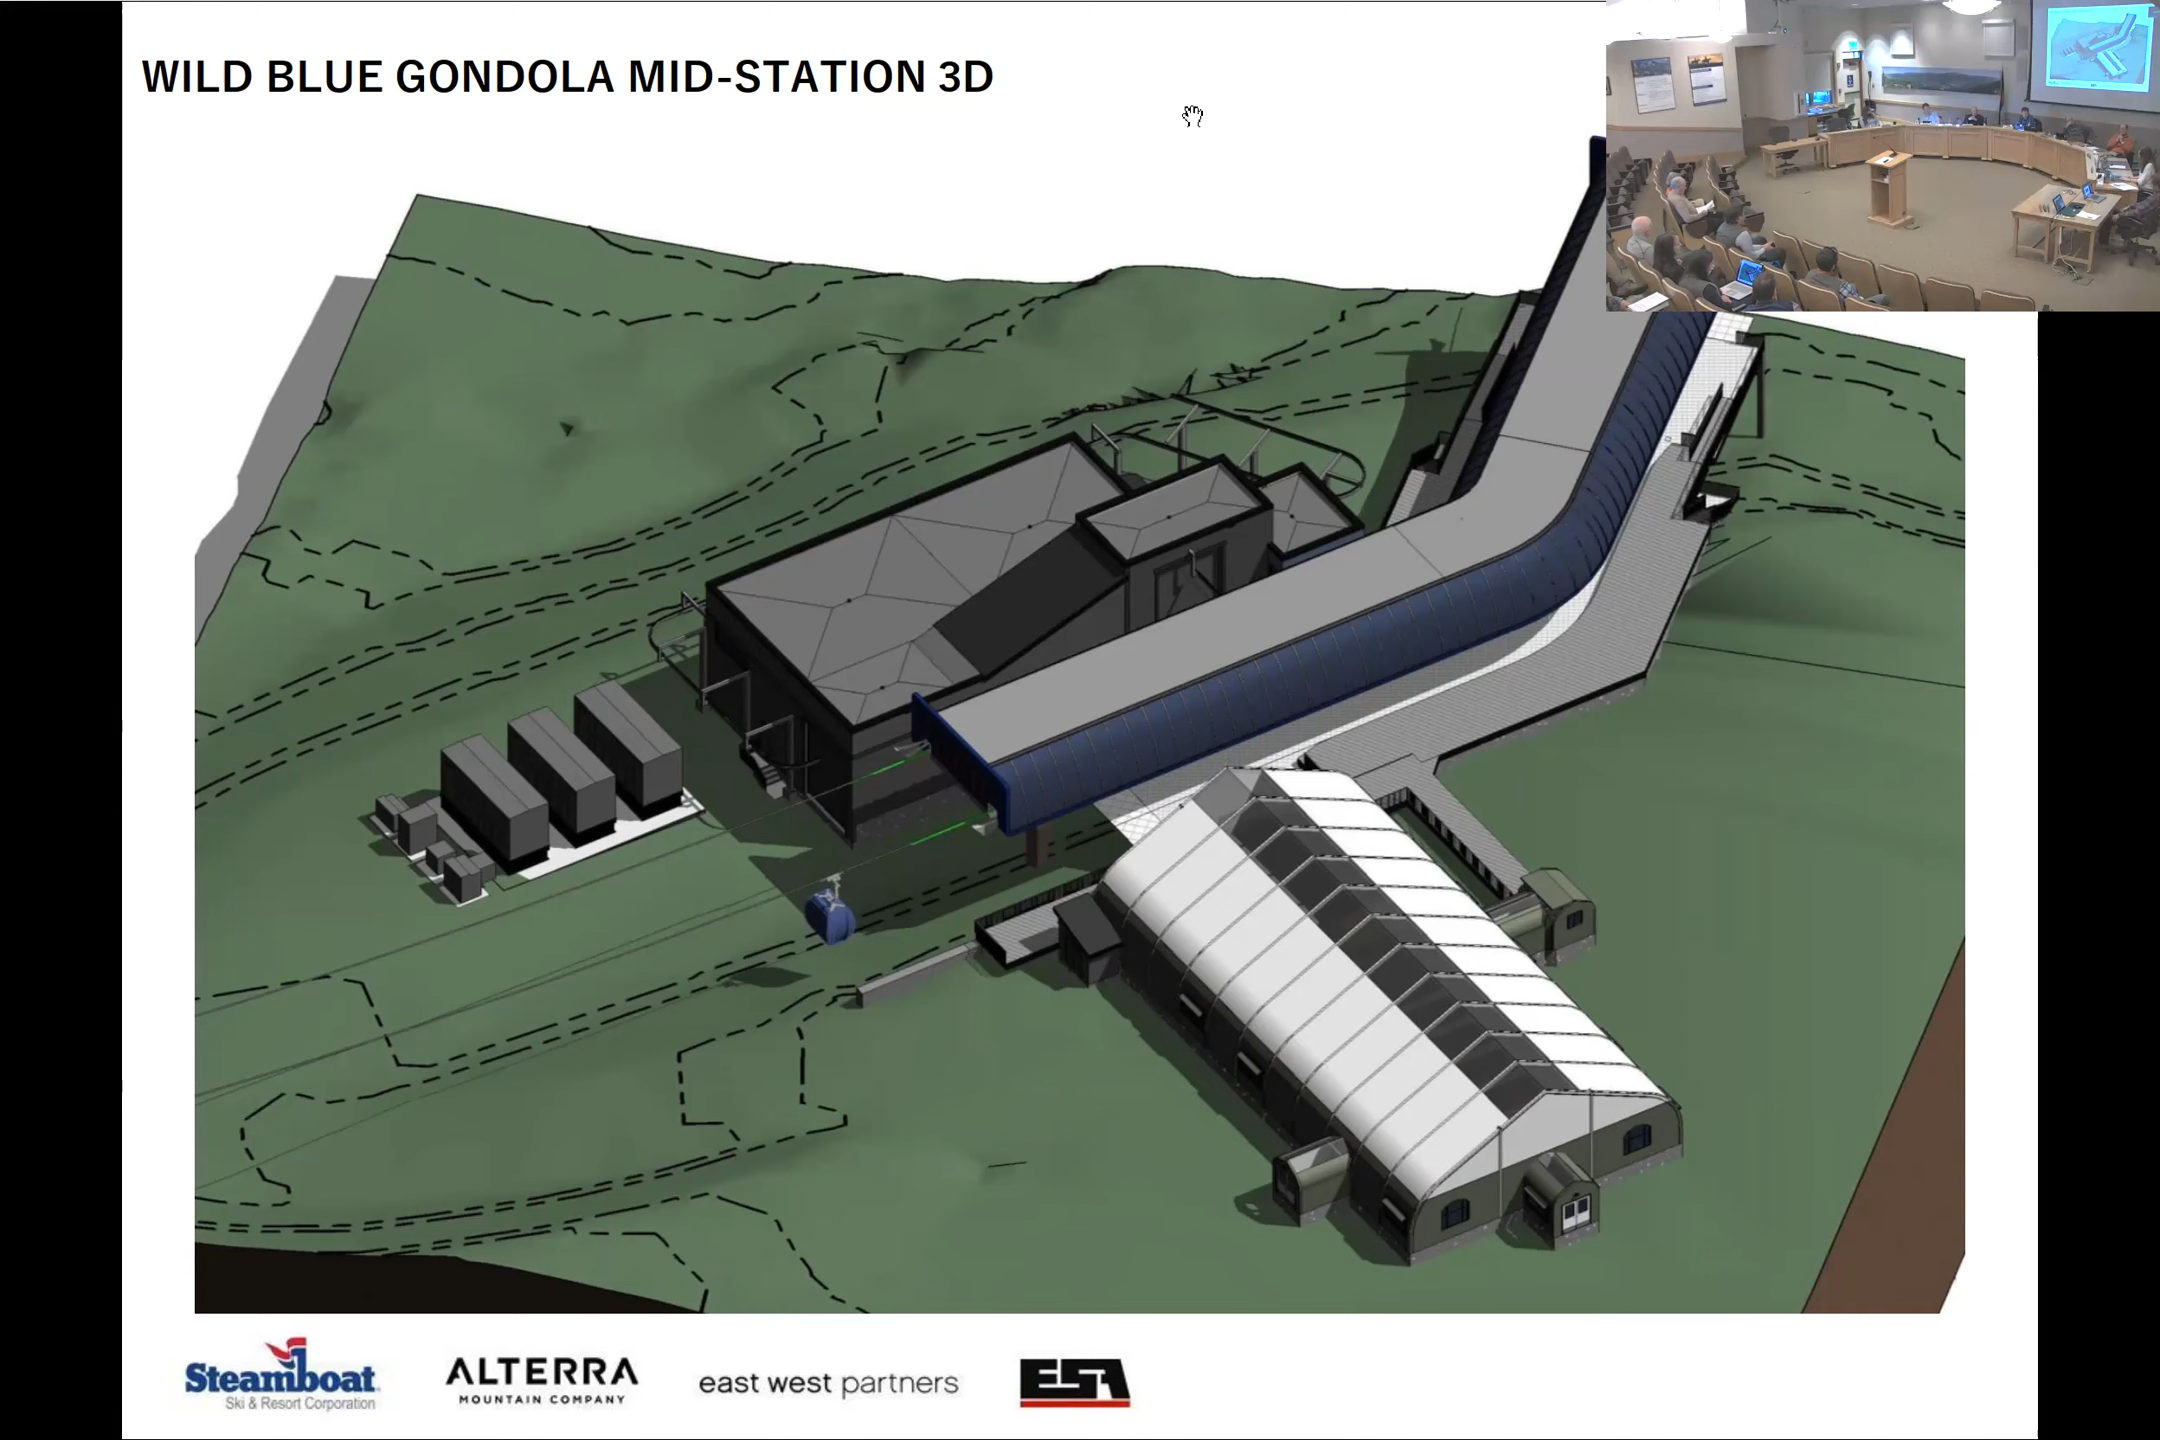 WILD BLUE GONDOLA MID-STATION 3D
Steamboat
Ski & Resort Corporation
ALTERRA
MOUNTAIN COMPANY
east west partners
ESA